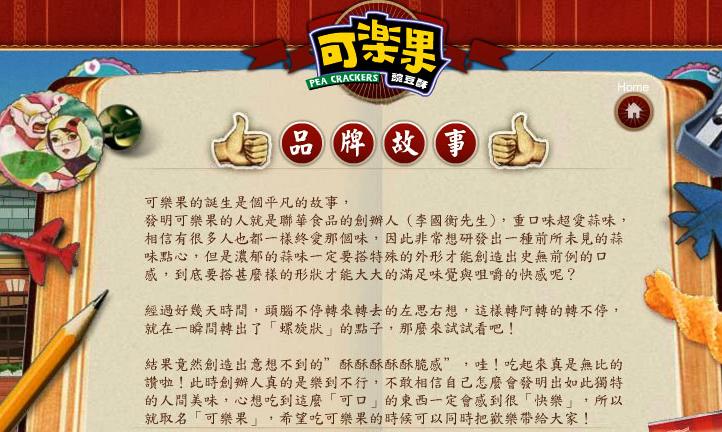 可樂果
PEA CRACKERS 豌豆酥
Home
品牌故事
可樂果的誕生是個平凡的故事，
發明可樂果的人就是聯華食品的創辦人（李國衡先生），重口味超愛蒜味，
相信有很多人也都一樣終愛那個味，因此非常想研發出一種前所未見的蒜
味點心，但是濃郁的蒜味一定要搭特殊的外形才能創造出史無前例的口
感，到底要搭甚麼樣的形狀才能大大的滿足味覺與咀嚼的快感呢？
經過好幾天時間，頭腦不停轉來轉去的左思右想，這樣轉阿轉的轉不停，
就在一瞬間轉出了「螺旋狀」的點子，那麼來試試看吧！
結果竟然創造出意想不到的”酥酥酥酥酥脆感”，哇！吃起來真是無比的
讚啦！此時創辦人真的是樂到不行，不敢相信自己怎麼會發明出如此獨特
的人間美味，心想吃到這麼「可口」的東西一定會感到很「快樂」，所以
就取名「可樂果」，希望吃可樂果的時候可以同時把歡樂帶給大家！